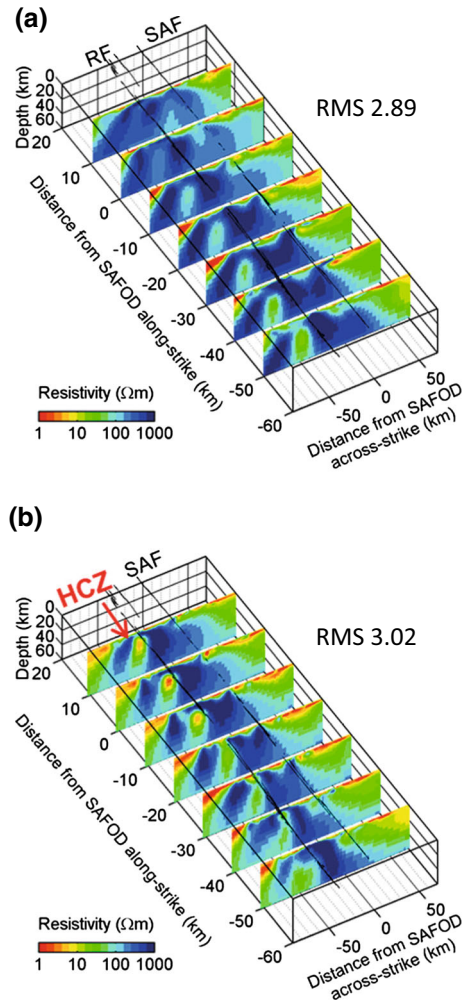 (a)
RF
SAF
RMS 2.89
Depth (km)
0
20
40
60
20
10
0
-10
-20
-30
-40
-50
-60
Distance from SAFOD along-strike (km)
50
0
-50
Distance from SAFOD
across-strike (km)
Resistivity (Ωm)
1 10 100 1000
(b)
HCZ
SAF
RMS 3.02
Depth (km)
0
20
40
60
20
10
0
-10
-20
-30
-40
-50
-60
Distance from SAFOD along-strike (km)
50
0
-50
Distance from SAFOD
across-strike (km)
Resistivity (Ωm)
1 10 100 1000